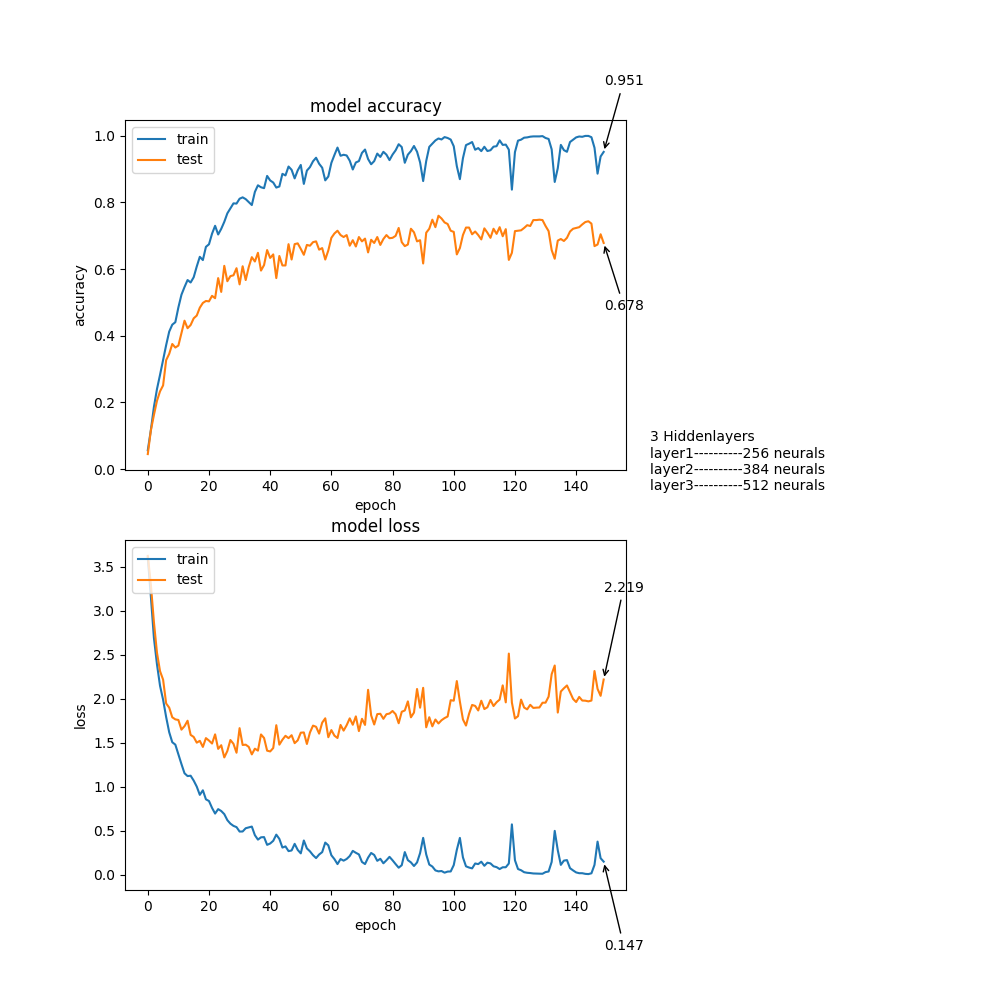 0.951
model accuracy
train
test
1.0
0.8
0.6
0.4
0.2
0.0
accuracy
0 20 40 60 80 100 120 140
epoch
0.678
3 Hiddenlayers
layer1----------256 neurals
layer2----------384 neurals
layer3----------512 neurals
model loss
train
test
3.5
3.0
2.5
2.0
1.5
1.0
0.5
0.0
loss
0 20 40 60 80 100 120 140
epoch
2.219
0.147